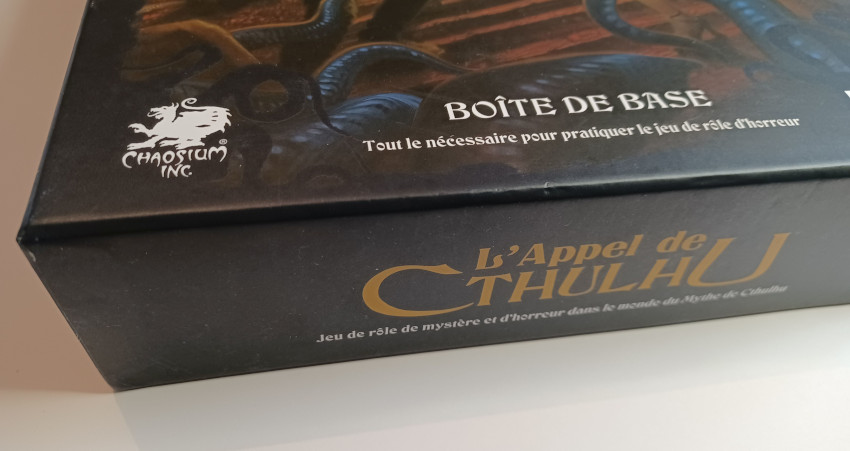 BOÎTE DE BASE
Tout le nécessaire pour pratiquer le jeu de rôle d'horreur
CHAOSIUM®
INC.
L'Appel de
CTHULHU
Jeu de rôle de mystère et d'horreur dans le monde du Mythe de Cthulhu